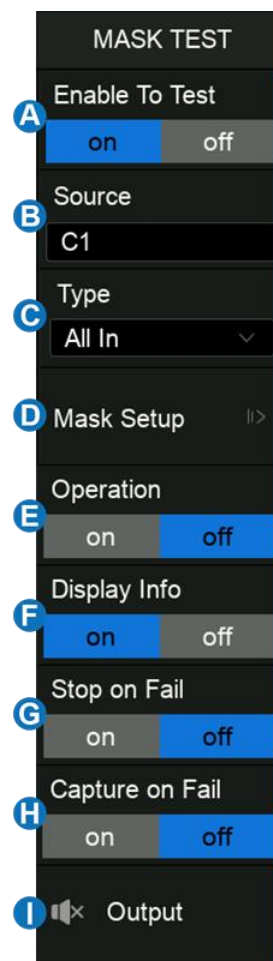 MASK TEST
Enable To Test
A
on off
Source
B
C1
Type
C
All In
D Mask Setup
Operation
E
on off
Display Info
F
on off
Stop on Fail
G
on off
Capture on Fail
H
on off
I Output